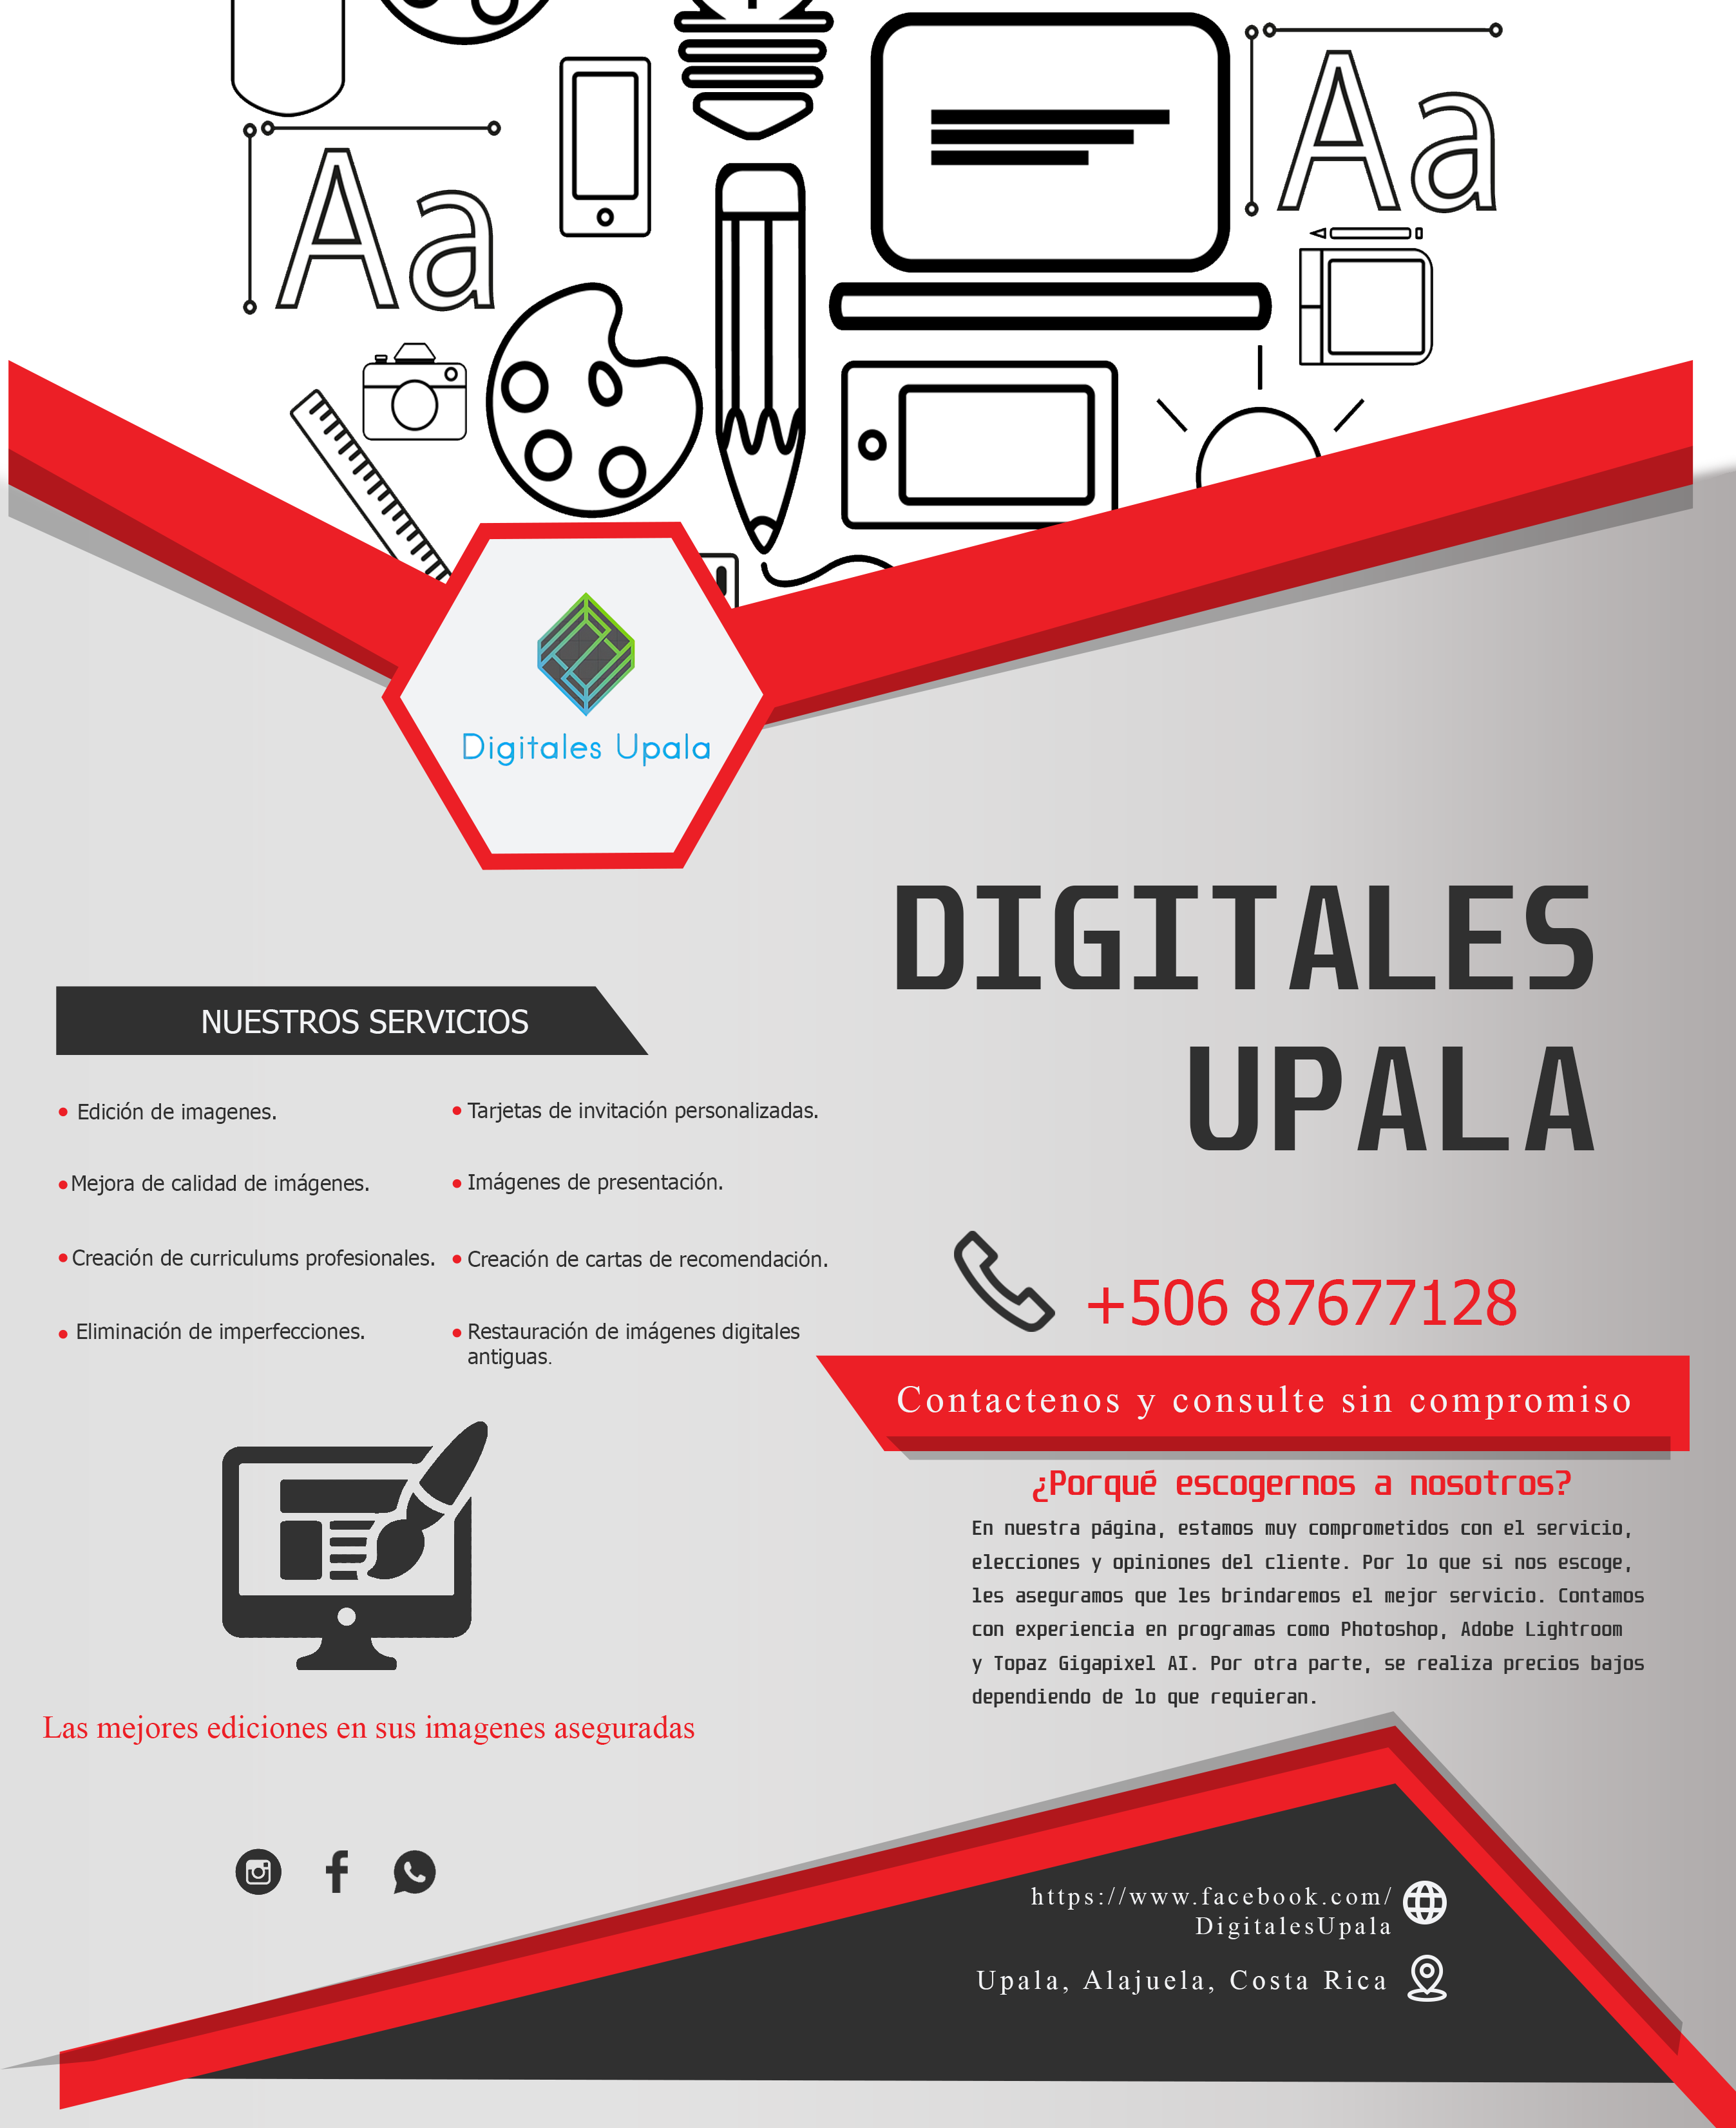 Aa
Aa
Digitales Upala
DIGITALES
UPALA
NUESTROS SERVICIOS
Edición de imagenes.
Mejora de calidad de imágenes.
Creación de curriculums profesionales.
Eliminación de imperfecciones.
Tarjetas de invitación personalizadas.
Imágenes de presentación.
Creación de cartas de recomendación.
Restauración de imágenes digitales
antiguas.
+506 87677128
Contactenos y consulte sin compromiso
¿Porqué escogernos a nosotros?
En nuestra página, estamos muy comprometidos con el servicio,
elecciones y opiniones del cliente. Por lo que si nos escoge,
les aseguramos que les brindaremos el mejor servicio. Contamos
con experiencia en programas como Photoshop, Adobe Lightroom
y Topaz Gigapixel AI. Por otra parte, se realiza precios bajos
dependiendo de lo que requieran.
Las mejores ediciones en sus imagenes aseguradas
https://www.facebook.com/
DigitalesUpala
Upala, Alajuela, Costa Rica